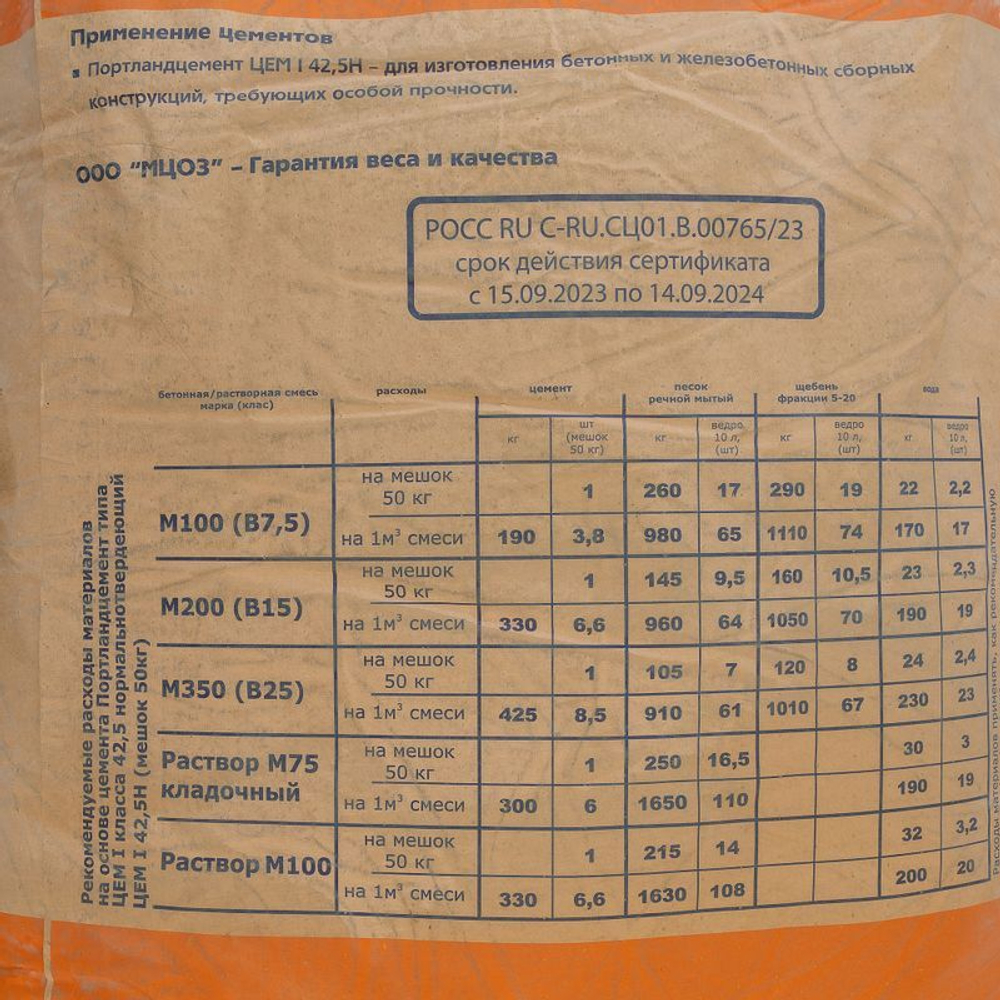 Применение цементов
▪ Портландцемент ЦЕМ I 42,5Н – для изготовления бетонных и железобетонных сборных
конструкций, требующих особой прочности.
ООО “МЦОЗ” – Гарантия веса и качества
РОСС RU С-RU.СЦ01.В.00765/23
срок действия сертификата
с 15.09.2023 по 14.09.2024
бетонная/растворная смесь расходы цемент песок щебень вода
марка (клас) речной мытый фракции 5-20
кг шт (мешок 50 кг) кг ведро 10 л, (шт) кг ведро 10 л, (шт) кг ведро 10 л, (шт)
М100 (В7,5)
на мешок 50 кг 1 260 17 290 19 22 2,2
на 1м³ смеси 190 3,8 980 65 1110 74 170 17
М200 (В15)
на мешок 50 кг 1 145 9,5 160 10,5 23 2,3
на 1м³ смеси 330 6,6 960 64 1050 70 190 19
М350 (В25)
на мешок 50 кг 1 105 7 120 8 24 2,4
на 1м³ смеси 425 8,5 910 61 1010 67 230 23
Раствор М75
кладочный
на мешок 50 кг 1 250 16,5 30 3
на 1м³ смеси 300 6 1650 110 190 19
Раствор М100
на мешок 50 кг 1 215 14 32 3,2
на 1м³ смеси 330 6,6 1630 108 200 20
Рекомендуемые расходы материалов
на основе цемента Портландцемент типа
ЦЕМ I класса 42,5 нормальнотвердеющий
ЦЕМ I 42,5Н (мешок 50кг)
Расходы материалов применять, как рекомендательную